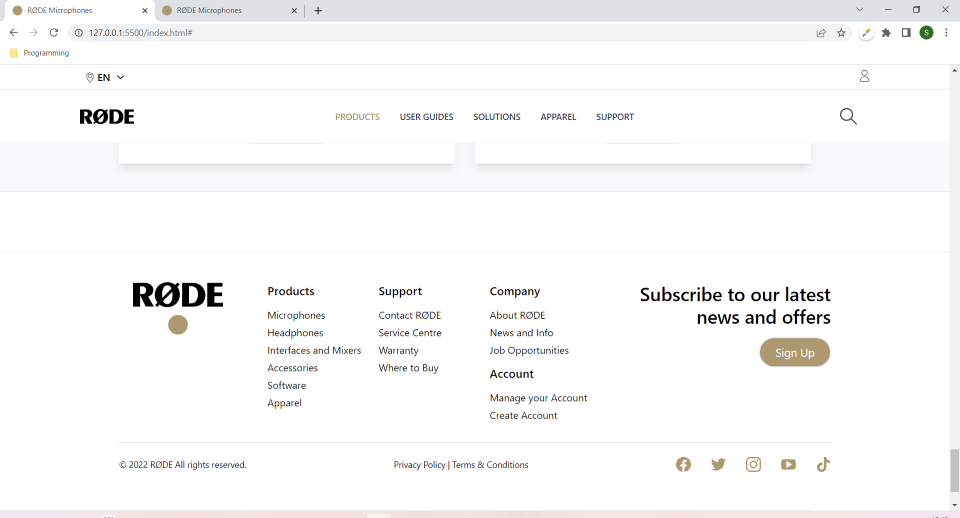 RØDE Microphones
RØDE Microphones
127.0.0.1:5500/index.html#
S
Programming
EN
RØDE
PRODUCTS
USER GUIDES
SOLUTIONS
APPAREL
SUPPORT
RØDE
Products
Microphones
Headphones
Interfaces and Mixers
Accessories
Software
Apparel
Support
Contact RØDE
Service Centre
Warranty
Where to Buy
Company
About RØDE
News and Info
Job Opportunities
Account
Manage your Account
Create Account
Subscribe to our latest
news and offers
Sign Up
© 2022 RØDE All rights reserved.
Privacy Policy | Terms & Conditions